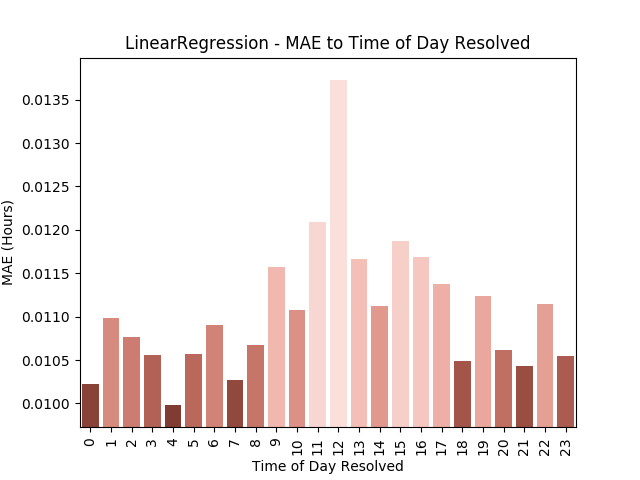 LinearRegression - MAE to Time of Day Resolved
MAE (Hours)
0.0135
0.0130
0.0125
0.0120
0.0115
0.0110
0.0105
0.0100
0 1 2 3 4 5 6 7 8 9 10 11 12 13 14 15 16 17 18 19 20 21 22 23
Time of Day Resolved